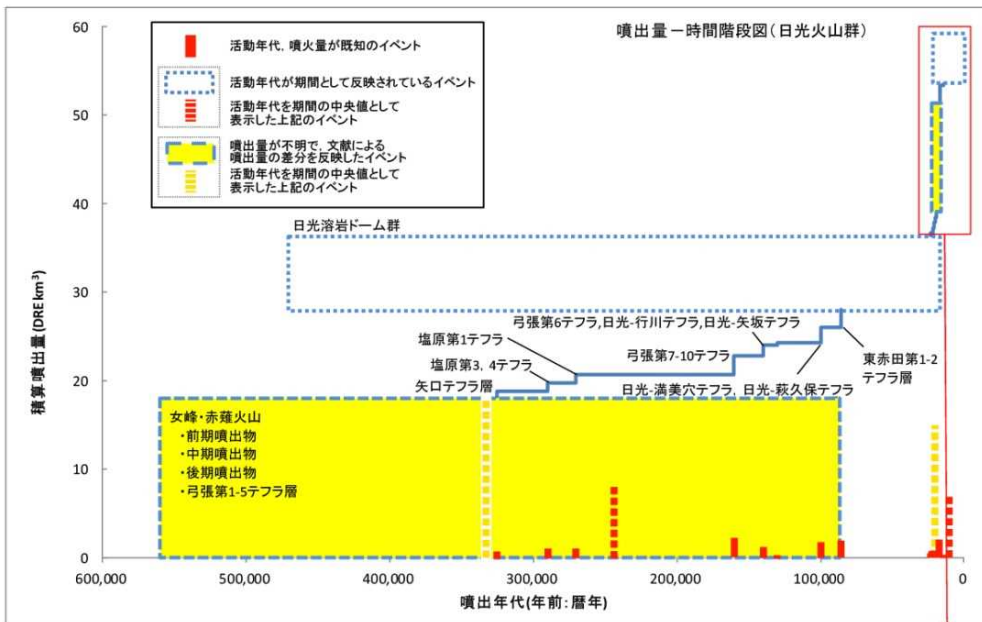 噴出量－時間階段図(日光火山群)
活動年代，噴火量が既知のイベント
活動年代が期間として反映されているイベント
活動年代を期間の中央値として
表示した上記のイベント
噴出量が不明で，文献による
噴出量の差分を反映したイベント
活動年代を期間の中央値として
表示した上記のイベント
積算噴出量(DRE km³)
60
50
40
30
20
10
0
日光溶岩ドーム群
弓張第6テフラ,日光-行川テフラ,日光-矢坂テフラ
塩原第1テフラ
弓張第7-10テフラ
塩原第3，4テフラ
東赤田第1-2
テフラ層
矢ロテフラ層
日光-満美穴テフラ，日光-萩久保テフラ
女峰・赤薙火山
・前期噴出物
・中期噴出物
・後期噴出物
・弓張第1-5テフラ層
600,000 500,000 400,000 300,000 200,000 100,000 0
噴出年代(年前：暦年)